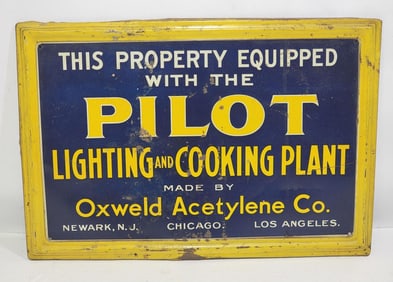 THIS PROPERTY EQUIPPED
WITH THE
PILOT
LIGHTING AND COOKING PLANT
MADE BY
Oxweld Acetylene Co.
NEWARK, N.J. CHICAGO. LOS ANGELES.